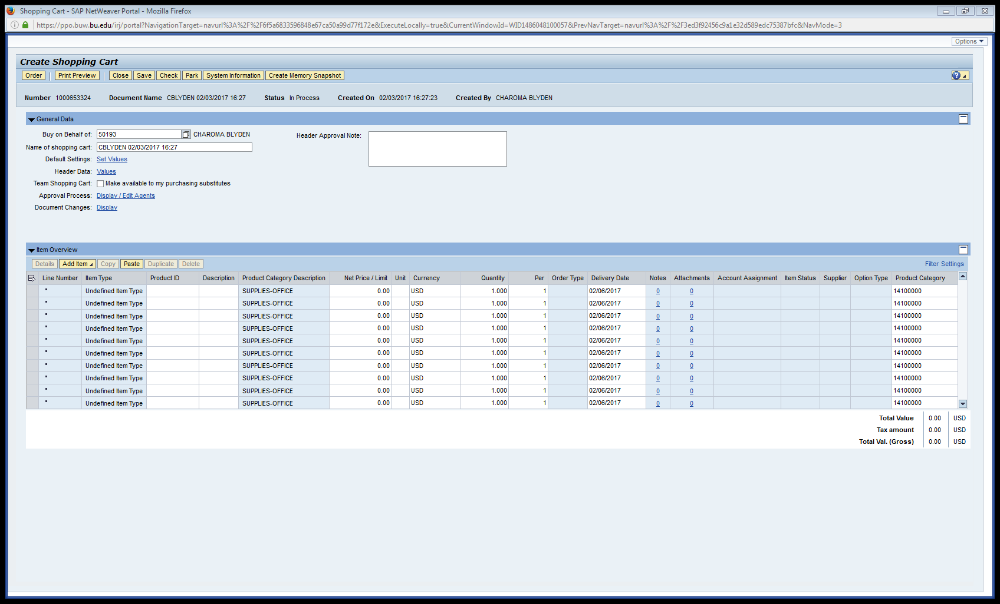 Shopping Cart - SAP NetWeaver Portal - Mozilla Firefox
https://ppo.buw.bu.edu/irj/portal?NavigationTarget=navurl%3A%2F%2F6f5a6833596848e67ca50a99d77f172e&ExecuteLocally=true&CurrentWindowId=WID1486048100057&PrevNavTarget=navurl%3A%2F%2F3ed3f92456c9a1e32d589edc75387bfc&NavMode=3
Options
Create Shopping Cart
Order Print Preview Close Save Check Park System Information Create Memory Snapshot
Number 1000653324 Document Name CBLYDEN 02/03/2017 16:27 Status In Process Created On 02/03/2017 16:27:23 Created By CHAROMA BLYDEN
General Data
Buy on Behalf of: 50193 CHAROMA BLYDEN Header Approval Note:
Name of shopping cart: CBLYDEN 02/03/2017 16:27
Default Settings: Set Values
Header Data: Values
Team Shopping Cart: Make available to my purchasing substitutes
Approval Process: Display / Edit Agents
Document Changes: Display
Item Overview
Details Add Item Copy Paste Duplicate Delete Filter Settings
Line Number Item Type Product ID Description Product Category Description Net Price / Limit Unit Currency Quantity Per Order Type Delivery Date Notes Attachments Account Assignment Item Status Supplier Option Type Product Category
• Undefined Item Type SUPPLIES-OFFICE 0.00 USD 1.000 1 02/06/2017 0 0 14100000
• Undefined Item Type SUPPLIES-OFFICE 0.00 USD 1.000 1 02/06/2017 0 0 14100000
• Undefined Item Type SUPPLIES-OFFICE 0.00 USD 1.000 1 02/06/2017 0 0 14100000
• Undefined Item Type SUPPLIES-OFFICE 0.00 USD 1.000 1 02/06/2017 0 0 14100000
• Undefined Item Type SUPPLIES-OFFICE 0.00 USD 1.000 1 02/06/2017 0 0 14100000
• Undefined Item Type SUPPLIES-OFFICE 0.00 USD 1.000 1 02/06/2017 0 0 14100000
• Undefined Item Type SUPPLIES-OFFICE 0.00 USD 1.000 1 02/06/2017 0 0 14100000
• Undefined Item Type SUPPLIES-OFFICE 0.00 USD 1.000 1 02/06/2017 0 0 14100000
• Undefined Item Type SUPPLIES-OFFICE 0.00 USD 1.000 1 02/06/2017 0 0 14100000
• Undefined Item Type SUPPLIES-OFFICE 0.00 USD 1.000 1 02/06/2017 0 0 14100000
Total Value 0.00 USD
Tax amount 0.00 USD
Total Val. (Gross) 0.00 USD